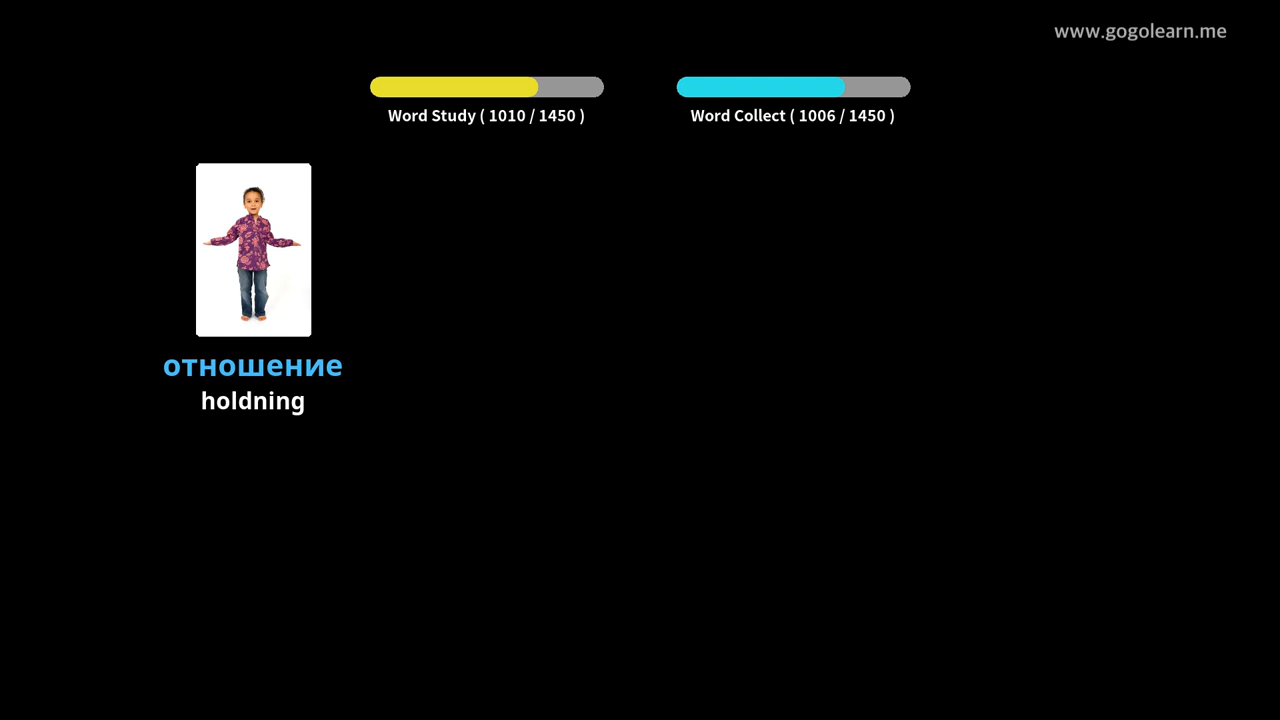 www.gogolearn.me
Word Study ( 1010 / 1450 )
Word Collect ( 1006 / 1450 )
отношение
holdning